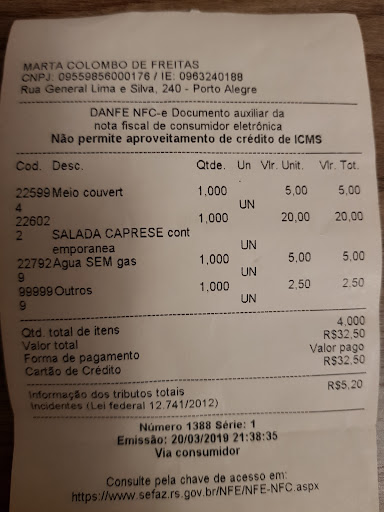 MARTA COLOMBO DE FREITAS
CNPJ: 09559856000176 / IE: 0963240188
Rua General Lima e Silva, 240 - Porto Alegre
DANFE NFC-e Documento auxiliar da
nota fiscal de consumidor eletrônica
Não permite aproveitamento de crédito de ICMS
Cod. Desc. Qtde. Un Vlr. Unit. Vlr. Tot.
22599 Meio couvert 1,000 5,00 5,00
4 UN
22602 1,000 20,00 20,00
2 SALADA CAPRESE cont UN
emporanea
22792 Agua SEM gas 1,000 5,00 5,00
9 UN
99999 Outros 1,000 2,50 2,50
9 UN
Qtd. total de itens 4,000
Valor total R$32,50
Forma de pagamento Valor pago
Cartão de Crédito R$32,50
Informação dos tributos totais R$5,20
Incidentes (Lei federal 12.741/2012)
Número 1388 Série: 1
Emissão: 20/03/2019 21:38:35
Via consumidor
Consulte pela chave de acesso em:
https://www.sefaz.rs.gov.br/NFE/NFE-NFC.aspx